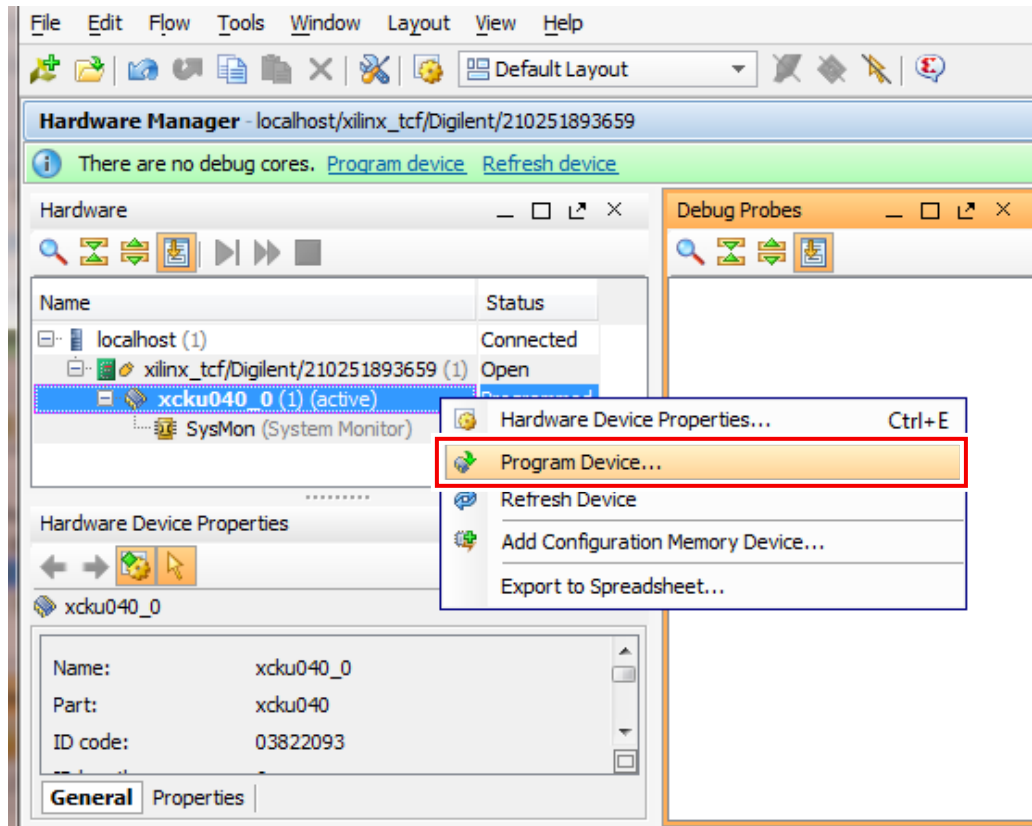 File Edit Flow Tools Window Layout View Help
Default Layout
Hardware Manager - localhost/xilinx_tcf/Digilent/210251893659
There are no debug cores. Program device Refresh device
Hardware
Debug Probes
Name Status
localhost (1) Connected
xilinx_tcf/Digilent/210251893659 (1) Open
xcku040_0 (1) (active) Programmed
SysMon (System Monitor)
Hardware Device Properties... Ctrl+E
Program Device...
Refresh Device
Add Configuration Memory Device...
Export to Spreadsheet...
Hardware Device Properties
xcku040_0
Name: xcku040_0
Part: xcku040
ID code: 03822093
General Properties